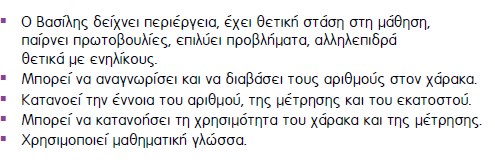 ▪ Ο Βασίλης δείχνει περιέργεια, έχει θετική στάση στη μάθηση,
παίρνει πρωτοβουλίες, επιλύει προβλήματα, αλληλεπιδρά
θετικά με ενηλίκους.
▪ Μπορεί να αναγνωρίσει και να διαβάσει τους αριθμούς στον χάρακα.
▪ Κατανοεί την έννοια του αριθμού, της μέτρησης και του εκατοστού.
▪ Μπορεί να κατανοήσει τη χρησιμότητα του χάρακα και της μέτρησης.
▪ Χρησιμοποιεί μαθηματική γλώσσα.